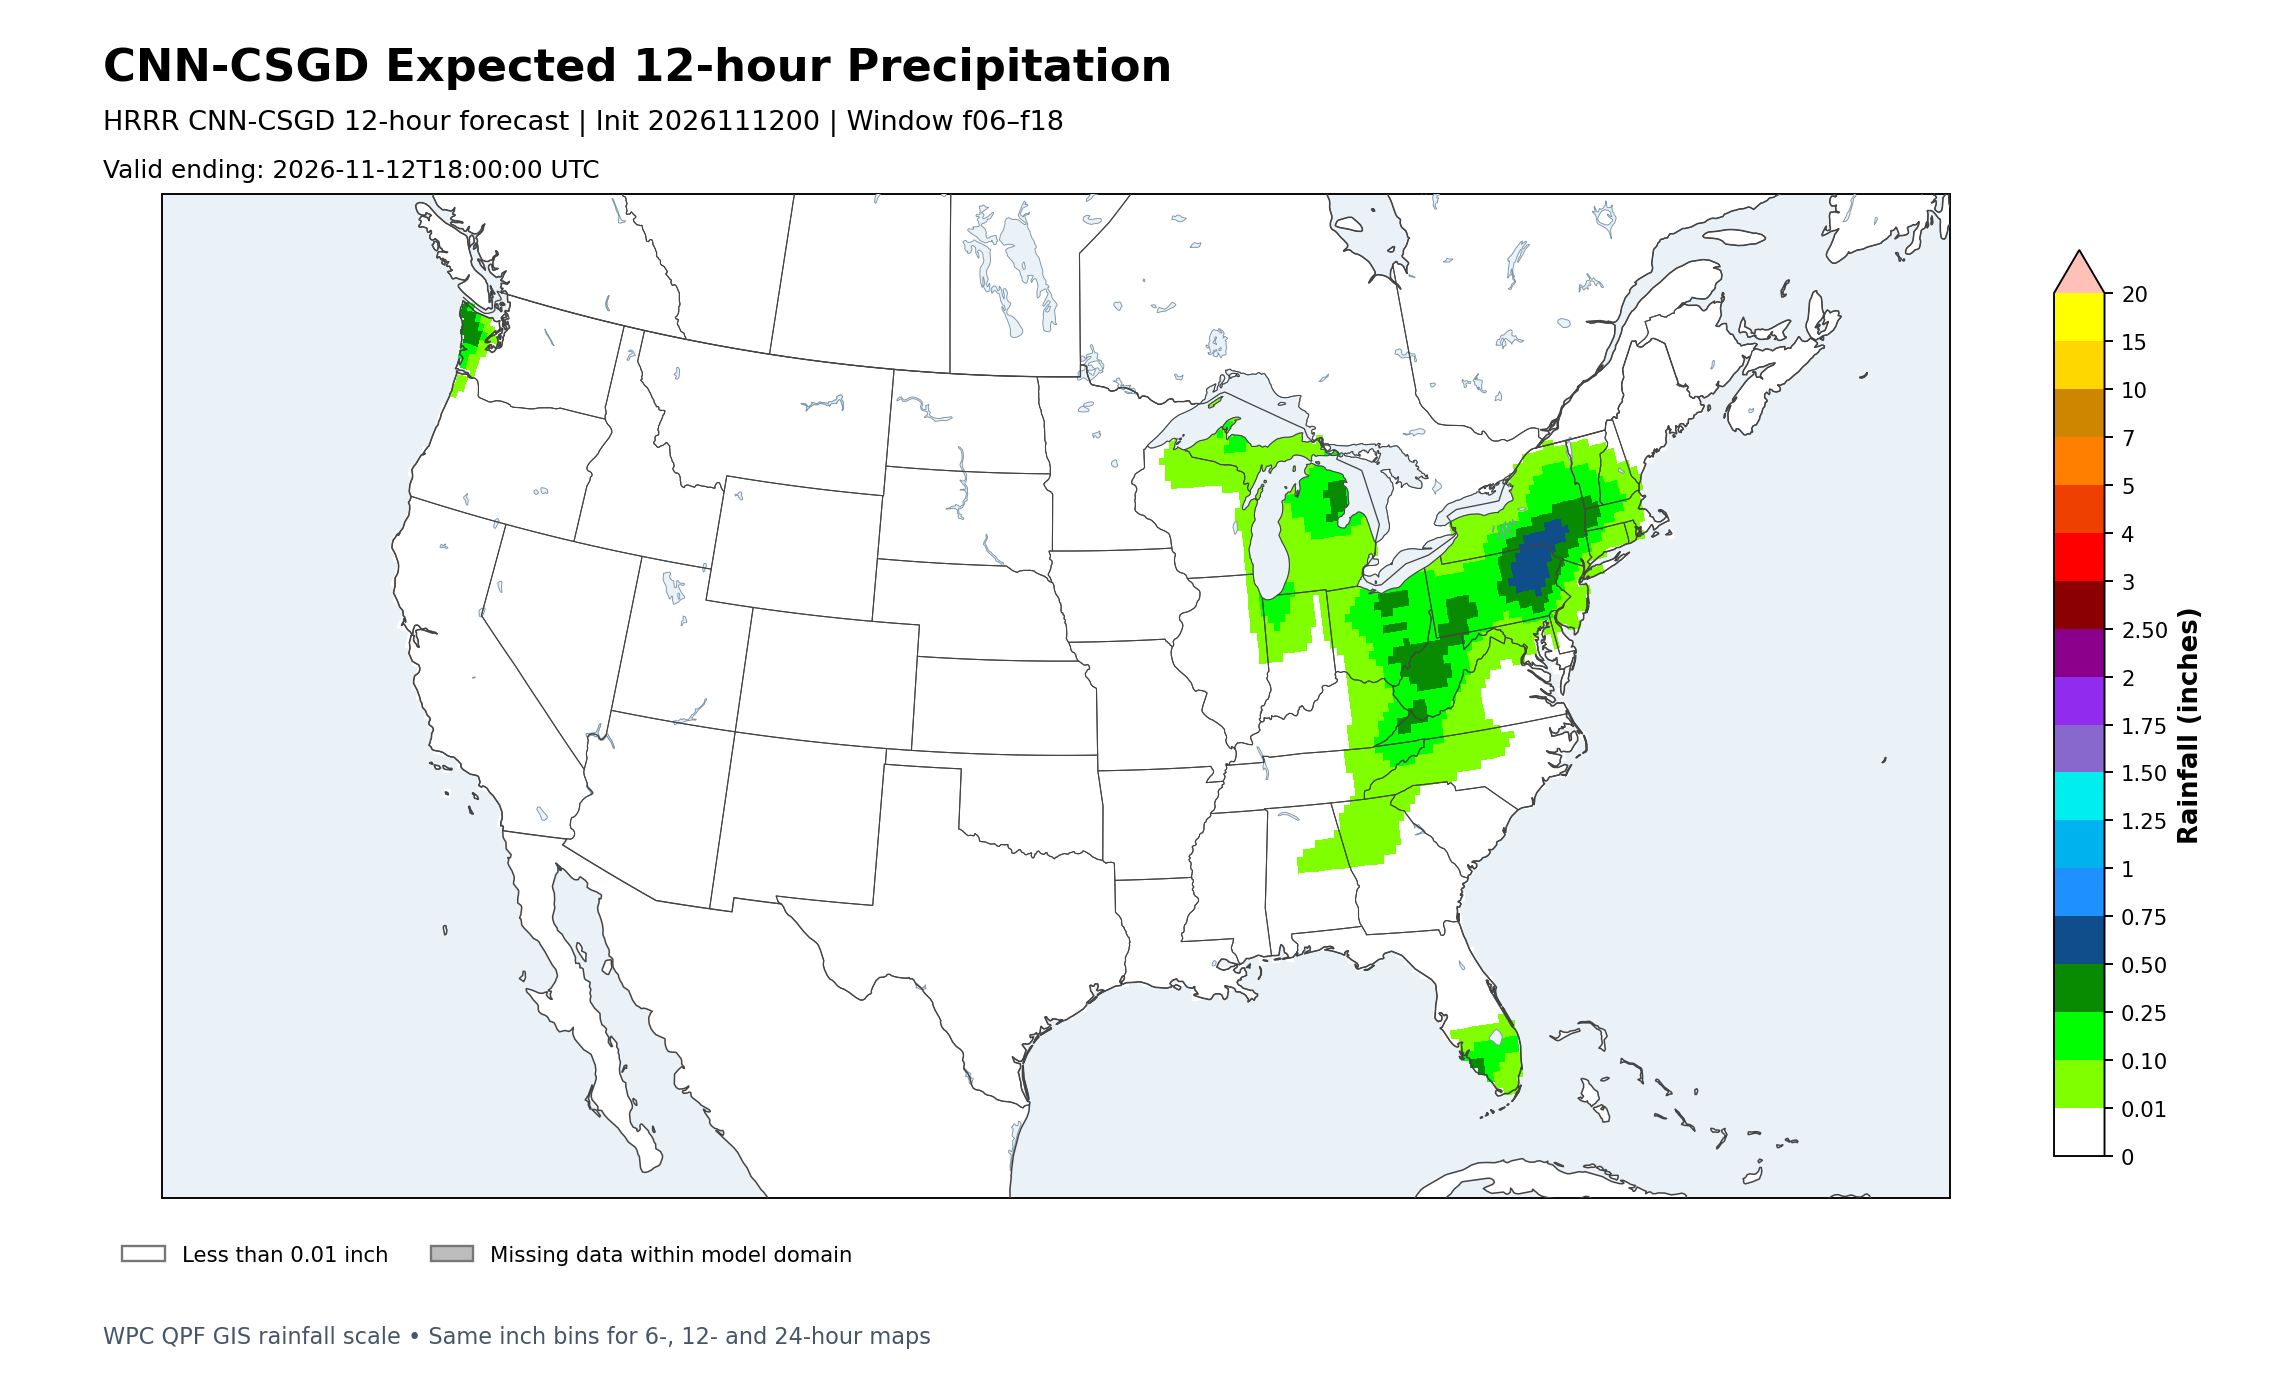 CNN-CSGD Expected 12-hour Precipitation
HRRR CNN-CSGD 12-hour forecast | Init 2026111200 | Window f06–f18
Valid ending: 2026-11-12T18:00:00 UTC
20
15
10
7
5
4
3
2.50
2
1.75
1.50
1.25
1
0.75
0.50
0.25
0.10
0.01
0
Rainfall (inches)
Less than 0.01 inch
Missing data within model domain
WPC QPF GIS rainfall scale • Same inch bins for 6-, 12- and 24-hour maps